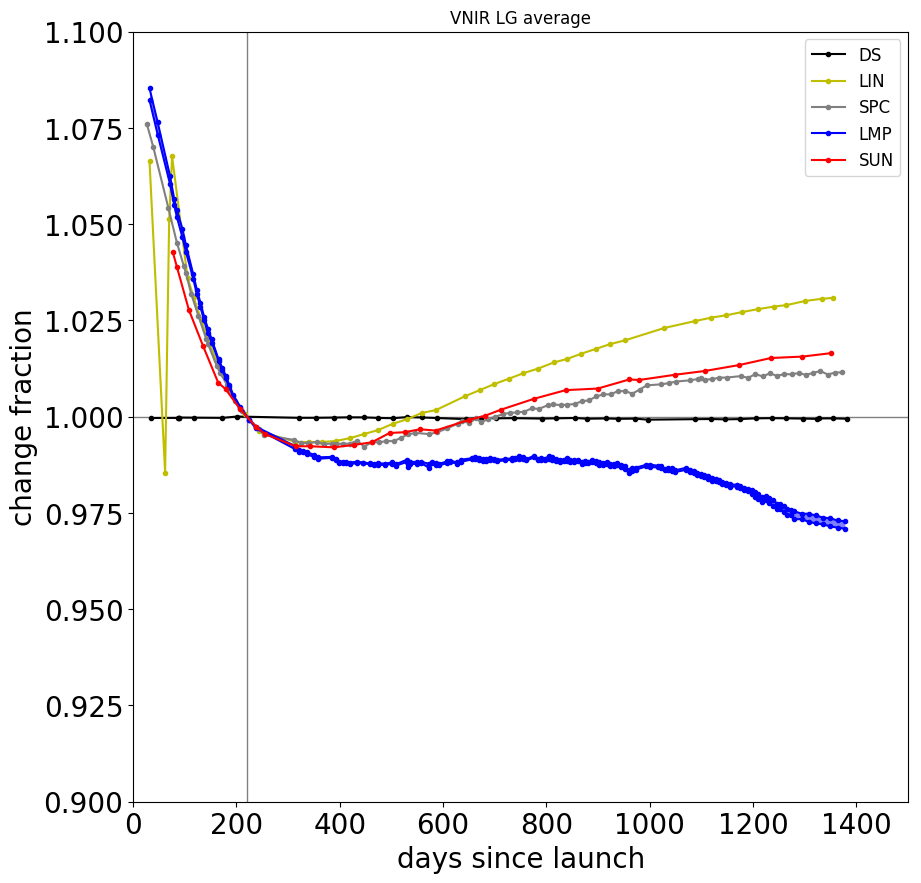 VNIR LG average
DS
LIN
SPC
LMP
SUN
1.100
1.075
1.050
1.025
1.000
0.975
0.950
0.925
0.900
change fraction
0 200 400 600 800 1000 1200 1400
days since launch